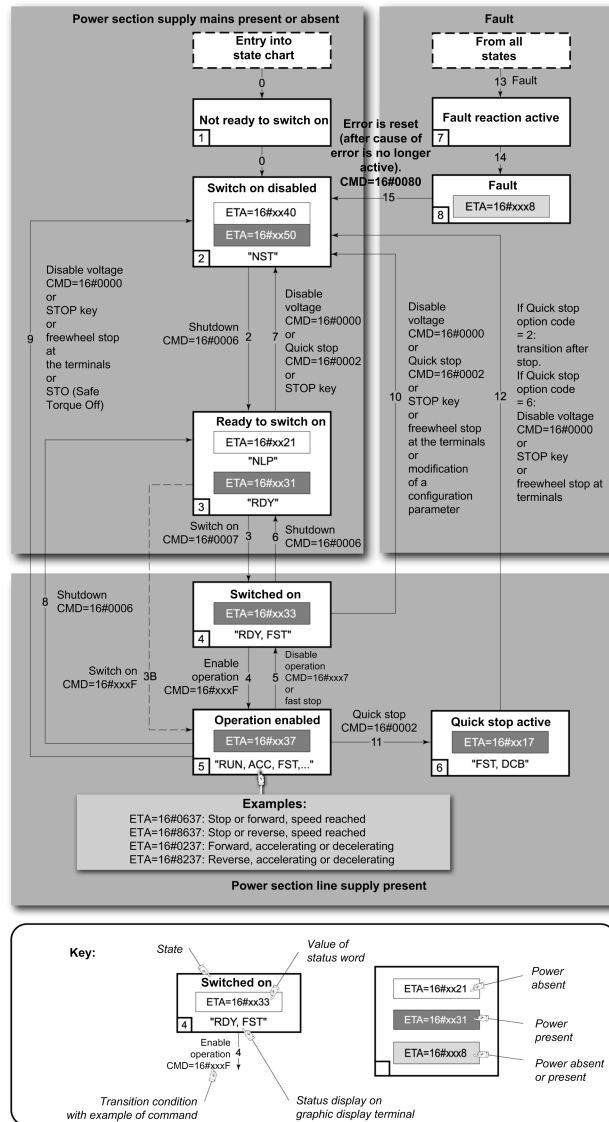 Power section supply mains present or absent
Fault
Entry into
state chart
From all
states
0
13 Fault
Not ready to switch on
1
Fault reaction active
7
Error is reset
(after cause of
error is no longer
active).
CMD=16#0080
0
14
Switch on disabled
ETA=16#xx40
ETA=16#xx50
2
"NST"
15
Fault
ETA=16#xxx8
8
9
Disable voltage
CMD=16#0000
or
STOP key
or
freewheel stop
at
the terminals
or
STO (Safe
Torque Off)
Shutdown
CMD=16#0006
2
7
Disable
voltage
CMD=16#0000
or
Quick stop
CMD=16#0002
or
STOP key
10
Disable
voltage
CMD=16#0000
or
Quick stop
CMD=16#0002
or
STOP key
or
freewheel stop
at the terminals
or
modification
of a
configuration
parameter
12
If Quick stop
option code
= 2:
transition after
stop.
If Quick stop
option code
= 6:
Disable voltage
CMD=16#0000
or
STOP key
or
freewheel stop at
terminals
Ready to switch on
ETA=16#xx21
"NLP"
ETA=16#xx31
3
"RDY"
Switch on
CMD=16#0007
3
6
Shutdown
CMD=16#0006
8
Shutdown
CMD=16#0006
Switched on
ETA=16#xx33
4
"RDY, FST"
Switch on
CMD=16#xxxF
3B
Enable
operation
CMD=16#xxxF
4
5
Disable
operation
CMD=16#xxx7
or
fast stop
Operation enabled
ETA=16#xx37
5
"RUN, ACC, FST,..."
Quick stop
CMD=16#0002
11
Quick stop active
ETA=16#xx17
6
"FST, DCB"
Examples:
ETA=16#0637: Stop or forward, speed reached
ETA=16#8637: Stop or reverse, speed reached
ETA=16#0237: Forward, accelerating or decelerating
ETA=16#8237: Reverse, accelerating or decelerating
Power section line supply present
Key:
State
Value of
status word
Switched on
ETA=16#xx33
4
"RDY, FST"
Enable
operation
CMD=16#xxxF
4
Transition condition
with example of command
Status display on
graphic display terminal
ETA=16#xx21
Power
absent
ETA=16#xx31
Power
present
ETA=16#xxx8
Power absent
or present